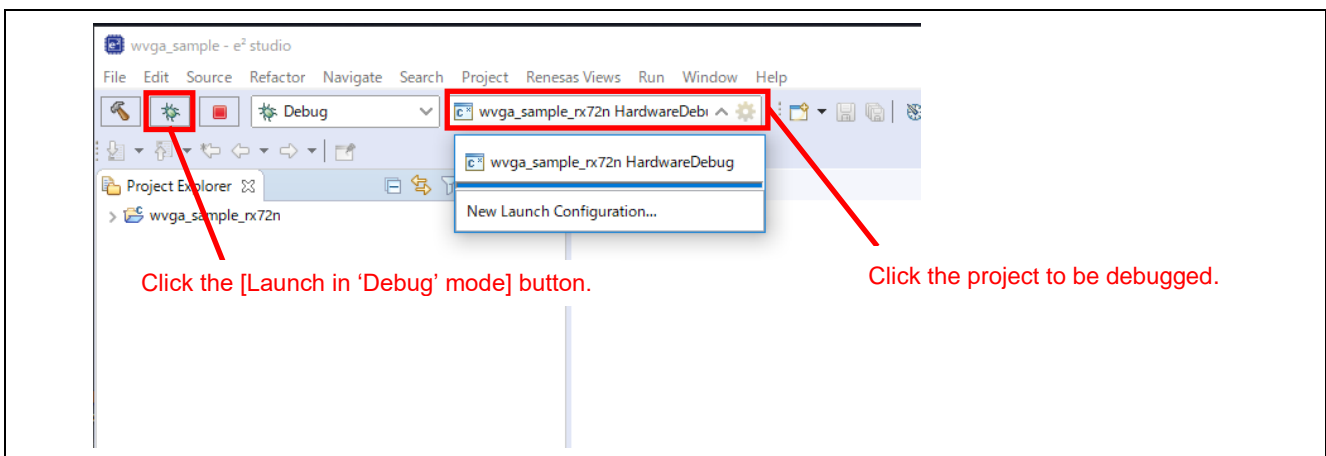 wvga_sample - e² studio
File Edit Source Refactor Navigate Search Project Renesas Views Run Window Help
Debug wvga_sample_rx72n HardwareDebu
wvga_sample_rx72n HardwareDebug
Project Explorer
wvga_sample_rx72n
New Launch Configuration...
Click the [Launch in ‘Debug’ mode] button.
Click the project to be debugged.